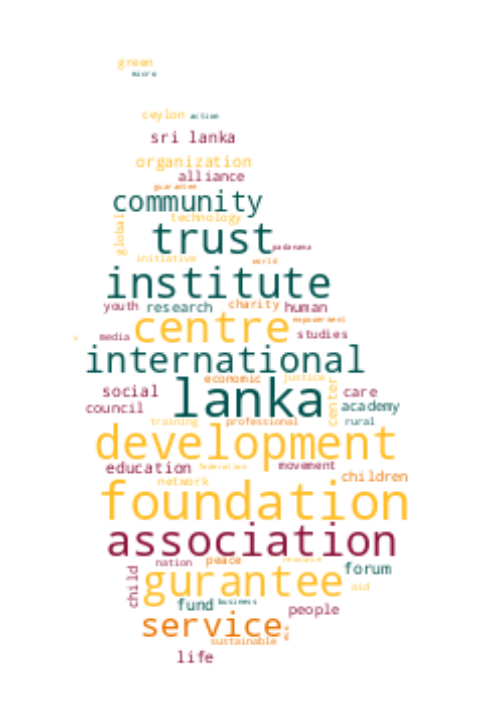 green
micro
ceylon action
sri lanka
organization
alliance
guarantee
community
technology
global
trust
padanama
initiative world
institute
youth research charity human
empowerment
centre studies
media
international
economic justice
lanka
social care
center
council academy
training professional rural
development
education federation movement
network children
foundation
association
nation peace resource
child gurantee forum
aid
fund business people
service
sustainable
life